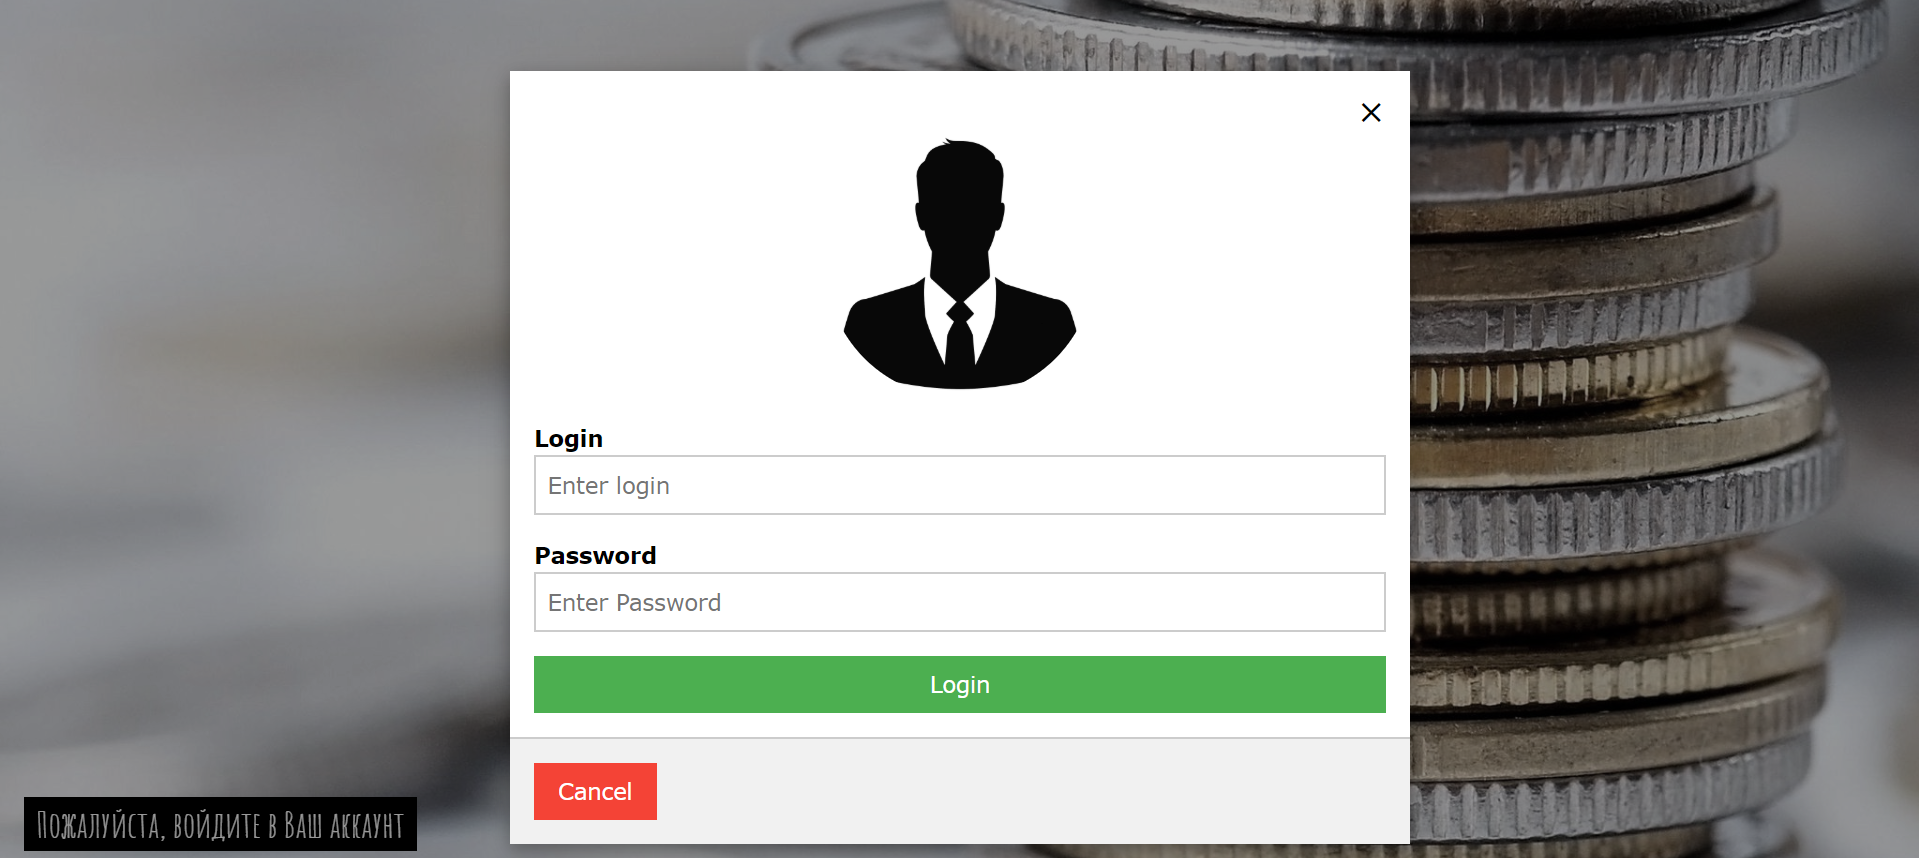 Login
Enter login
Password
Enter Password
Login
Cancel
Пожалуйста, войдите в Ваш аккаунт